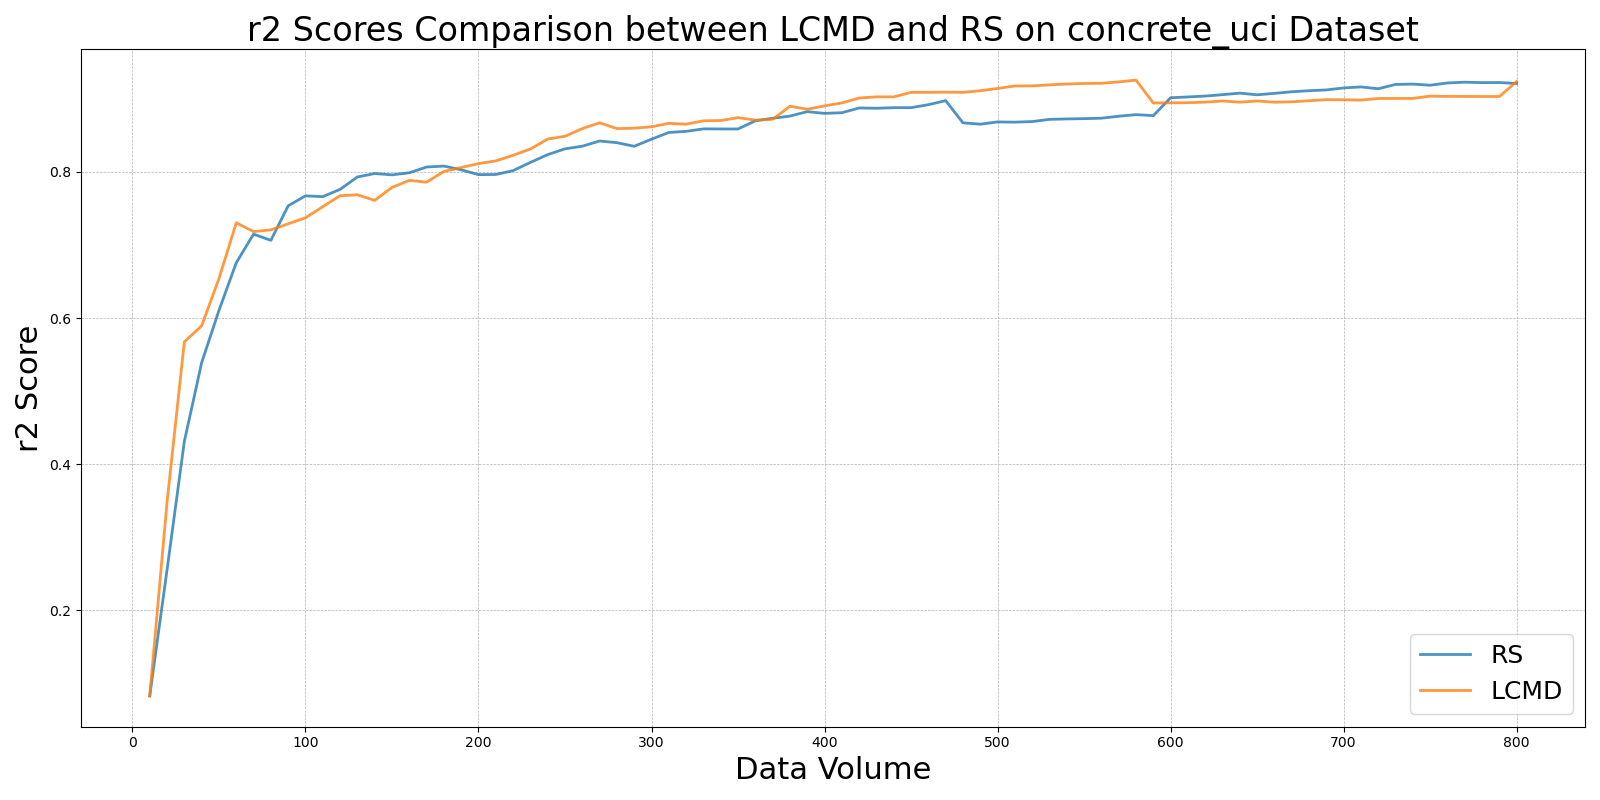 r2 Scores Comparison between LCMD and RS on concrete_uci Dataset
r2 Score
0.8
0.6
0.4
0.2
0 100 200 300 400 500 600 700 800
Data Volume
RS
LCMD